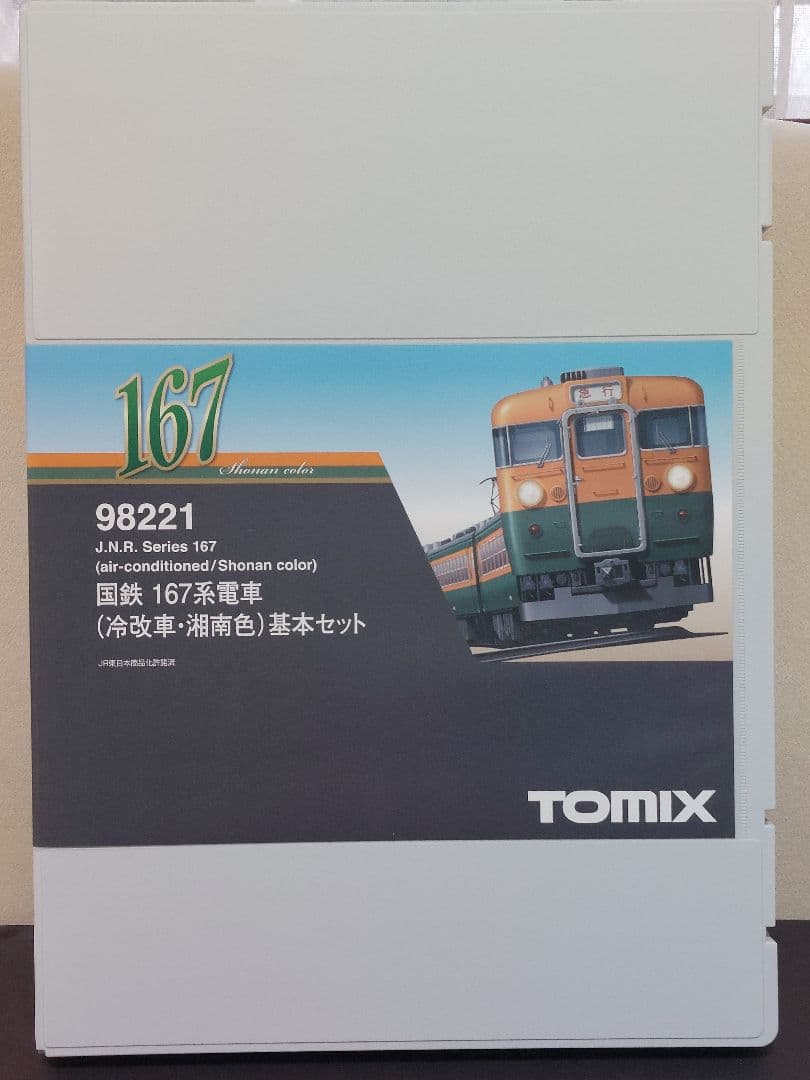 167
Shonan color
急行
98221
J.N.R. Series 167
(air-conditioned/Shonan color)
国鉄 167系電車
(冷改車・湘南色)基本セット
JR東日本商品化許諾済
TOMIX